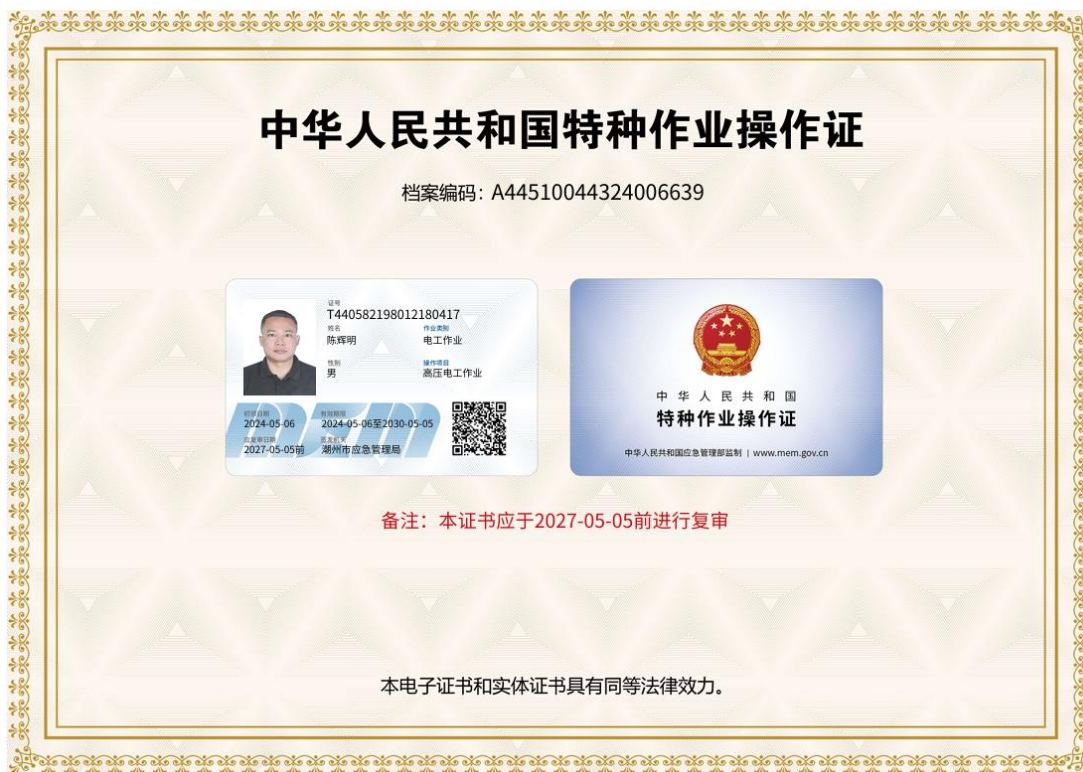 中华人民共和国特种作业操作证
档案编码：A44510044324006639
证号
T440582198012180417
姓名
陈辉明
作业类别
电工作业
性别
男
操作项目
高压电工作业
初领日期
2024-05-06
有效期限
2024-05-06至2030-05-05
应复审日期
2027-05-05前
签发机关
潮州市应急管理局
中华人民共和国
特种作业操作证
中华人民共和国应急管理部监制 | www.mem.gov.cn
备注：本证书应于2027-05-05前进行复审
本电子证书和实体证书具有同等法律效力。